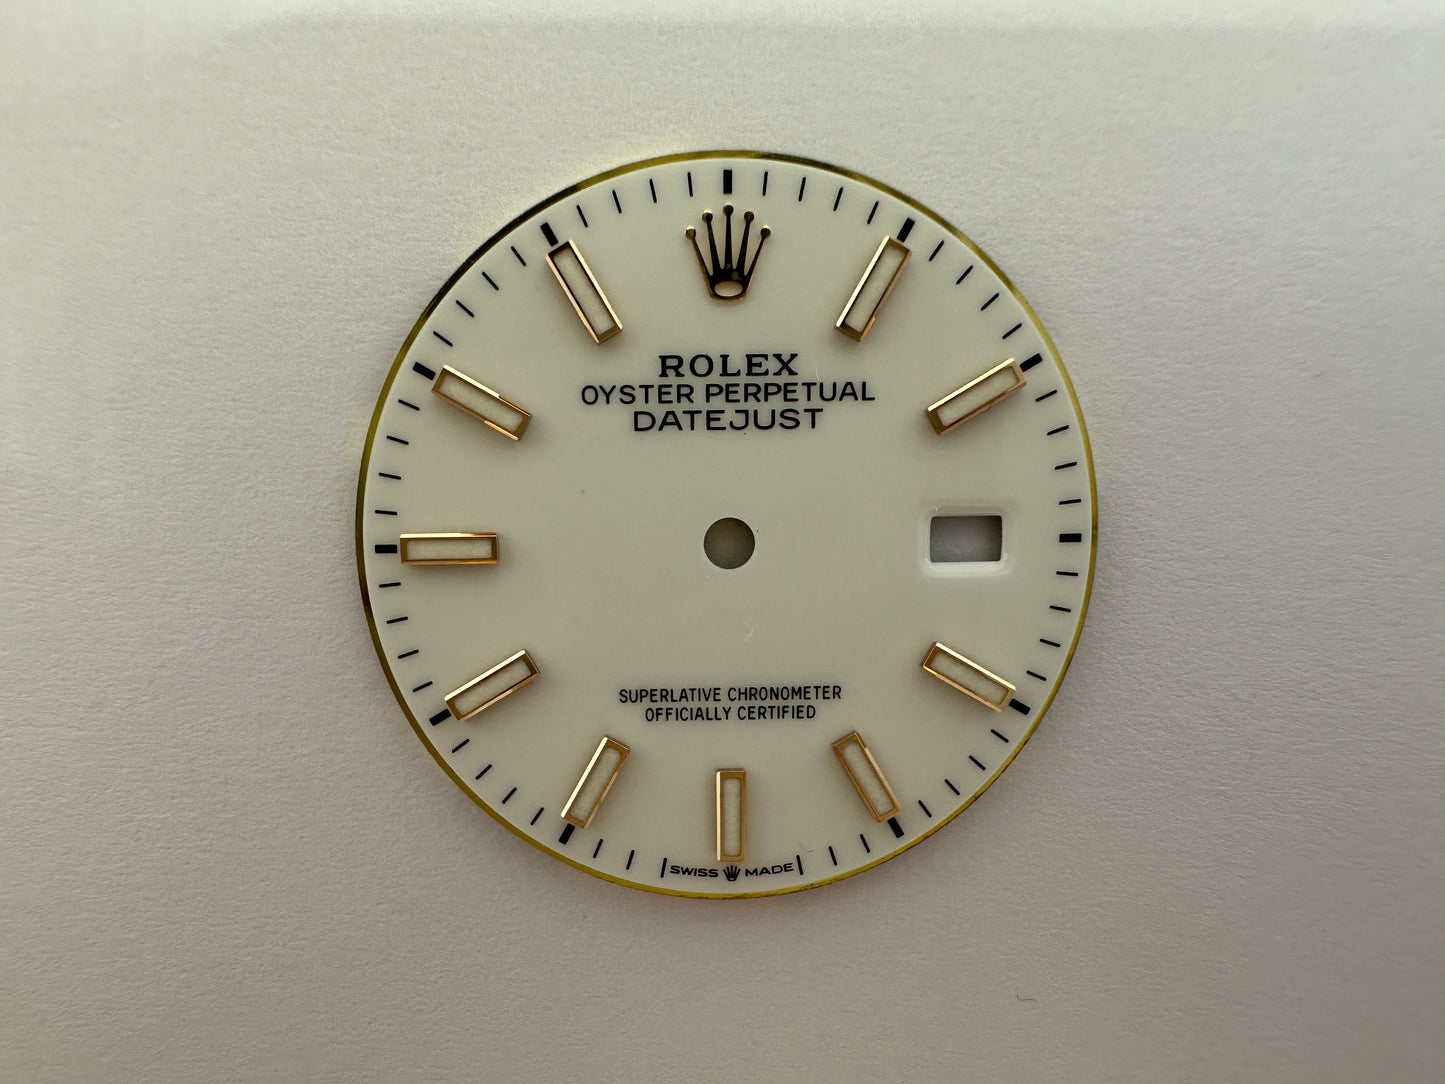 ROLEX
OYSTER PERPETUAL
DATEJUST
SUPERLATIVE CHRONOMETER
OFFICIALLY CERTIFIED
SWISS MADE